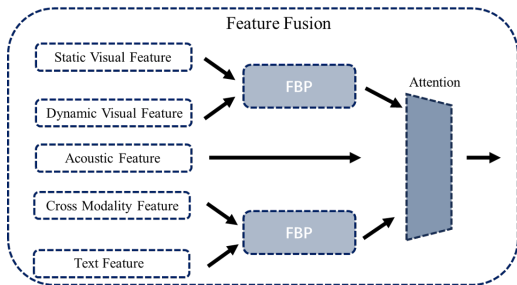 Feature Fusion
Static Visual Feature
FBP
Attention
Dynamic Visual Feature
Acoustic Feature
Cross Modality Feature
FBP
Text Feature